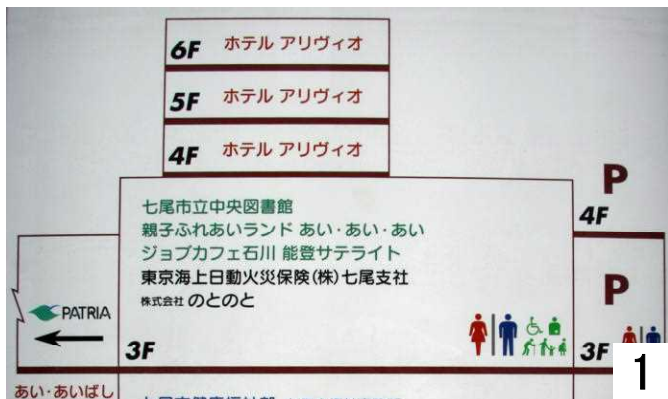 6F ホテル アリヴィオ
5F ホテル アリヴィオ
4F ホテル アリヴィオ
P
4F
七尾市立中央図書館
親子ふれあいランド あい・あい・あい
ジョブカフェ石川 能登サテライト
東京海上日動火災保険(株)七尾支社
株式会社 のとのと
P
PATRIA
3F
3F
1
あい・あいばし